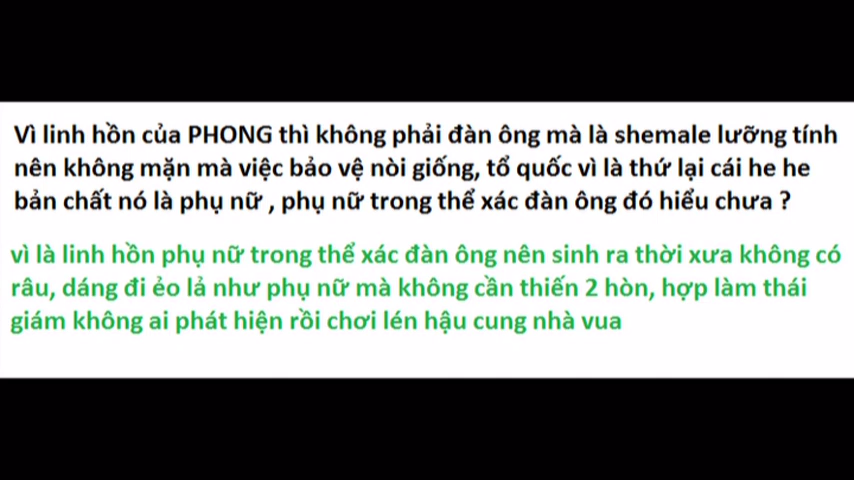 Vì linh hồn của PHONG thì không phải đàn ông mà là shemale lưỡng tính
nên không mặn mà việc bảo vệ nòi giống, tổ quốc vì là thứ lại cái he he
bản chất nó là phụ nữ , phụ nữ trong thể xác đàn ông đó hiểu chưa ?
vì là linh hồn phụ nữ trong thể xác đàn ông nên sinh ra thời xưa không có
râu, dáng đi ẻo lả như phụ nữ mà không cần thiến 2 hòn, hợp làm thái
giám không ai phát hiện rồi chơi lén hậu cung nhà vua